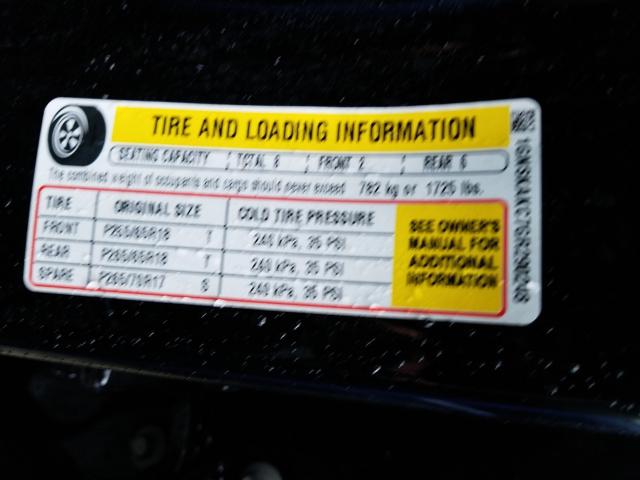 TIRE AND LOADING INFORMATION
SEATING CAPACITY TOTAL 8 FRONT 2 REAR 6
The combined weight of occupants and cargo should never exceed 782 kg or 1725 lbs.
TIRE ORIGINAL SIZE COLD TIRE PRESSURE
FRONT P265/65R18 T 240 kPa, 35 PSI
REAR P265/65R18 T 240 kPa, 35 PSI
SPARE P265/70R17 S 240 kPa, 35 PSI
SEE OWNER'S
MANUAL FOR
ADDITIONAL
INFORMATION